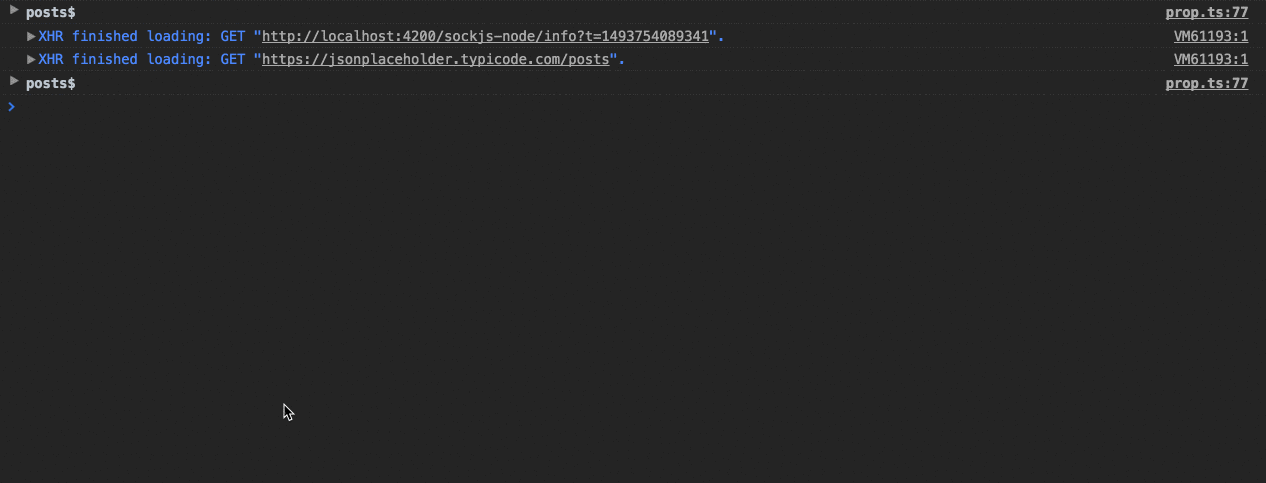 posts$ prop.ts:77
XHR finished loading: GET "http://localhost:4200/sockjs-node/info?t=1493754089341". VM61193:1
XHR finished loading: GET "https://jsonplaceholder.typicode.com/posts". VM61193:1
posts$ prop.ts:77